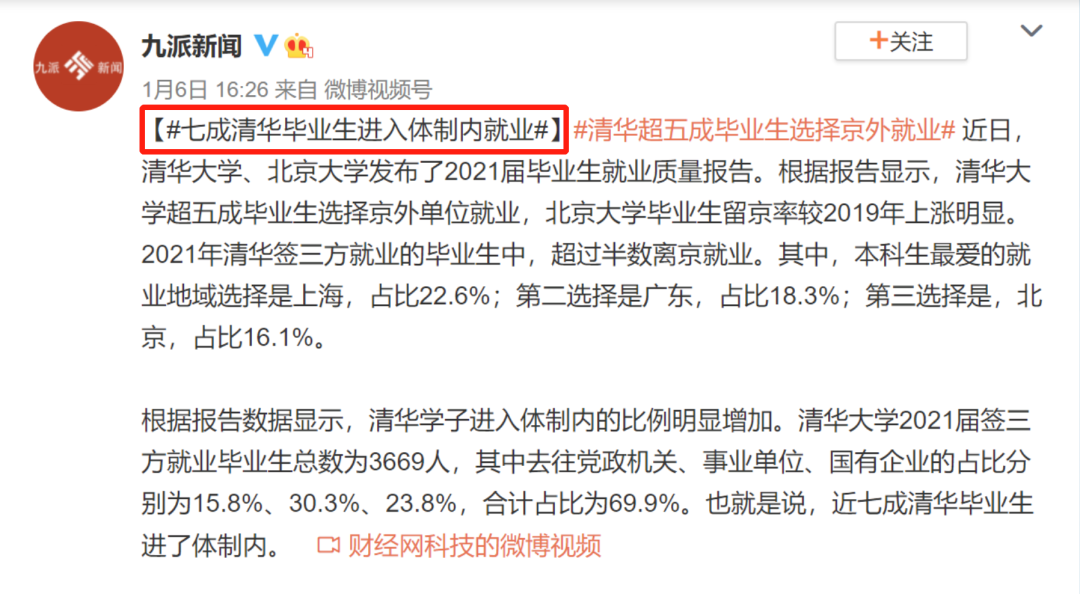 九派 新闻
九派新闻
+关注
1月6日 16:26 来自 微博视频号
【#七成清华毕业生进入体制内就业#】#清华超五成毕业生选择京外就业# 近日，
清华大学、北京大学发布了2021届毕业生就业质量报告。根据报告显示，清华大
学超五成毕业生选择京外单位就业，北京大学毕业生留京率较2019年上涨明显。
2021年清华签三方就业的毕业生中，超过半数离京就业。其中，本科生最爱的就
业地域选择是上海，占比22.6%；第二选择是广东，占比18.3%；第三选择是，北
京，占比16.1%。
根据报告数据显示，清华学子进入体制内的比例明显增加。清华大学2021届签三
方就业毕业生总数为3669人，其中去往党政机关、事业单位、国有企业的占比分
别为15.8%、30.3%、23.8%，合计占比为69.9%。也就是说，近七成清华毕业生
进了体制内。 财经网科技的微博视频